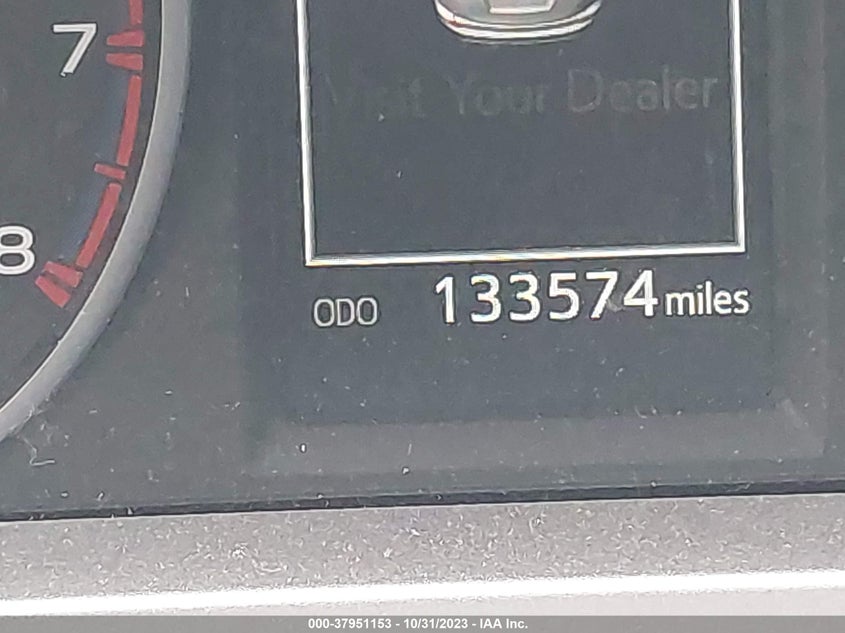 7
Visit Your Dealer
8
ODO 133574 miles
000-37951153 - 10/31/2023 - IAA Inc.